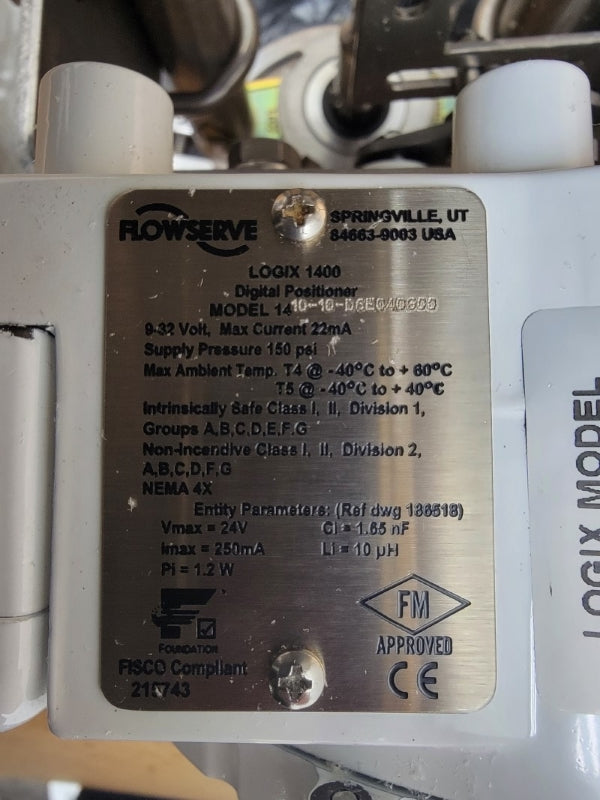 FLOWSERVE
SPRINGVILLE, UT
84663-9003 USA
LOGIX 1400
Digital Positioner
MODEL 1410-10-D6E040GS0
9-32 Volt, Max Current 22mA
Supply Pressure 150 psi
Max Ambient Temp. T4 @ -40°C to + 60°C
T5 @ -40°C to + 40°C
Intrinsically Safe Class I, II, Division 1,
Groups A,B,C,D,E,F,G
Non-Incendive Class I, II, Division 2,
A,B,C,D,F,G
NEMA 4X
Entity Parameters: (Ref dwg 186518)
Vmax = 24V Ci = 1.65 nF
Imax = 250mA Li = 10 µH
Pi = 1.2 W
FOUNDATION
FISCO Compliant
FM
APPROVED
CE
LOGIX MODEL